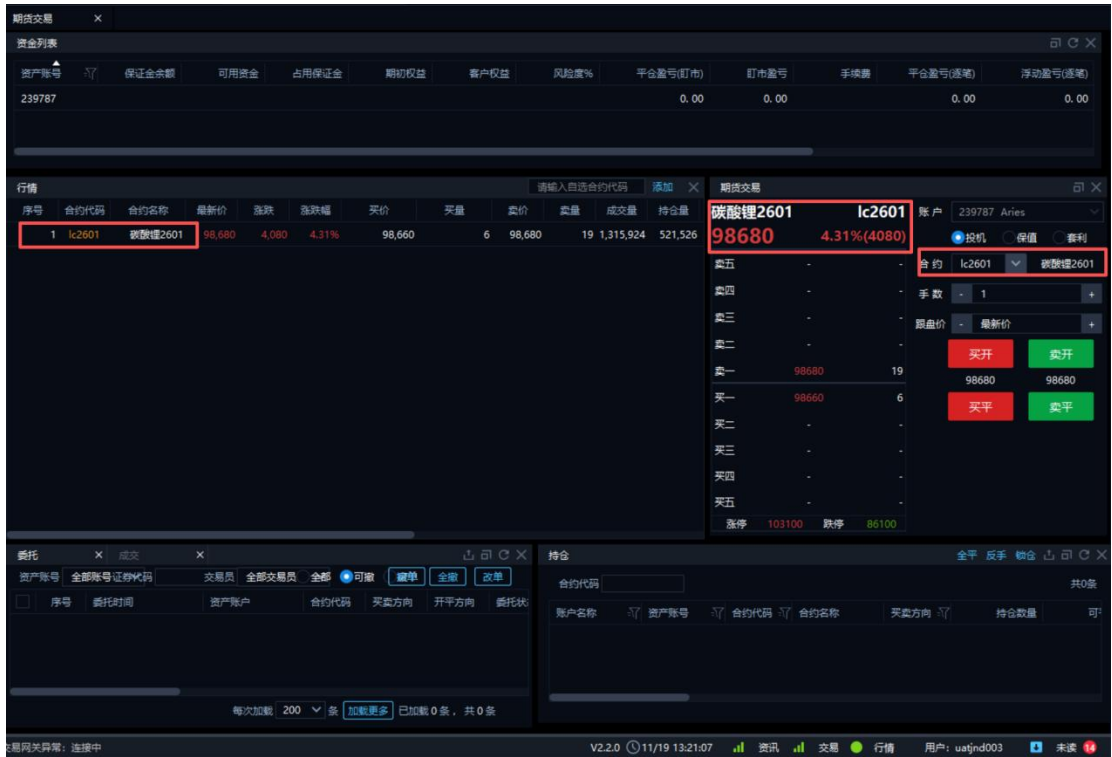 期货交易 ×
资金列表
资产账号 保证金余额 可用资金 占用保证金 期初权益 客户权益 风险度% 平仓盈亏(盯市) 盯市盈亏 手续费 平仓盈亏(逐笔) 浮动盈亏(逐笔)
239787 0.00 0.00 0.00 0.00
行情 请输入自选合约代码 添加
序号 合约代码 合约名称 最新价 涨跌 涨跌幅 买价 买量 卖价 卖量 成交量 持仓量
1 lc2601 碳酸锂2601 98,680 4,080 4.31% 98,660 6 98,680 19 1,315,924 521,526
期货交易
碳酸锂2601 lc2601
98680 4.31%(4080)
卖五 - -
卖四 - -
卖三 - -
卖二 - -
卖一 98680 19
买一 98660 6
买二 - -
买三 - -
买四 - -
买五 - -
涨停 103100 跌停 86100
账户 239787 Aries
投机 保值 套利
合约 lc2601 碳酸锂2601
手数 - 1 +
跟盘价 - 最新价 +
买开 卖开
98680 98680
买平 卖平
委托 × 成交 ×
资产账号 全部账号 证券代码 交易员 全部交易员 全部 可撤 撤单 全撤 改单
序号 委托时间 资产账户 合约代码 买卖方向 开平方向 委托状
每次加载 200 条 加载更多 已加载0条，共0条
持仓 全平 反手 锁仓
合约代码 共0条
账户名称 资产账号 合约代码 合约名称 买卖方向 持仓数量 可
交易网关异常：连接中 V2.2.0 11/19 13:21:07 资讯 交易 行情 用户：uatjnd003 未读 14